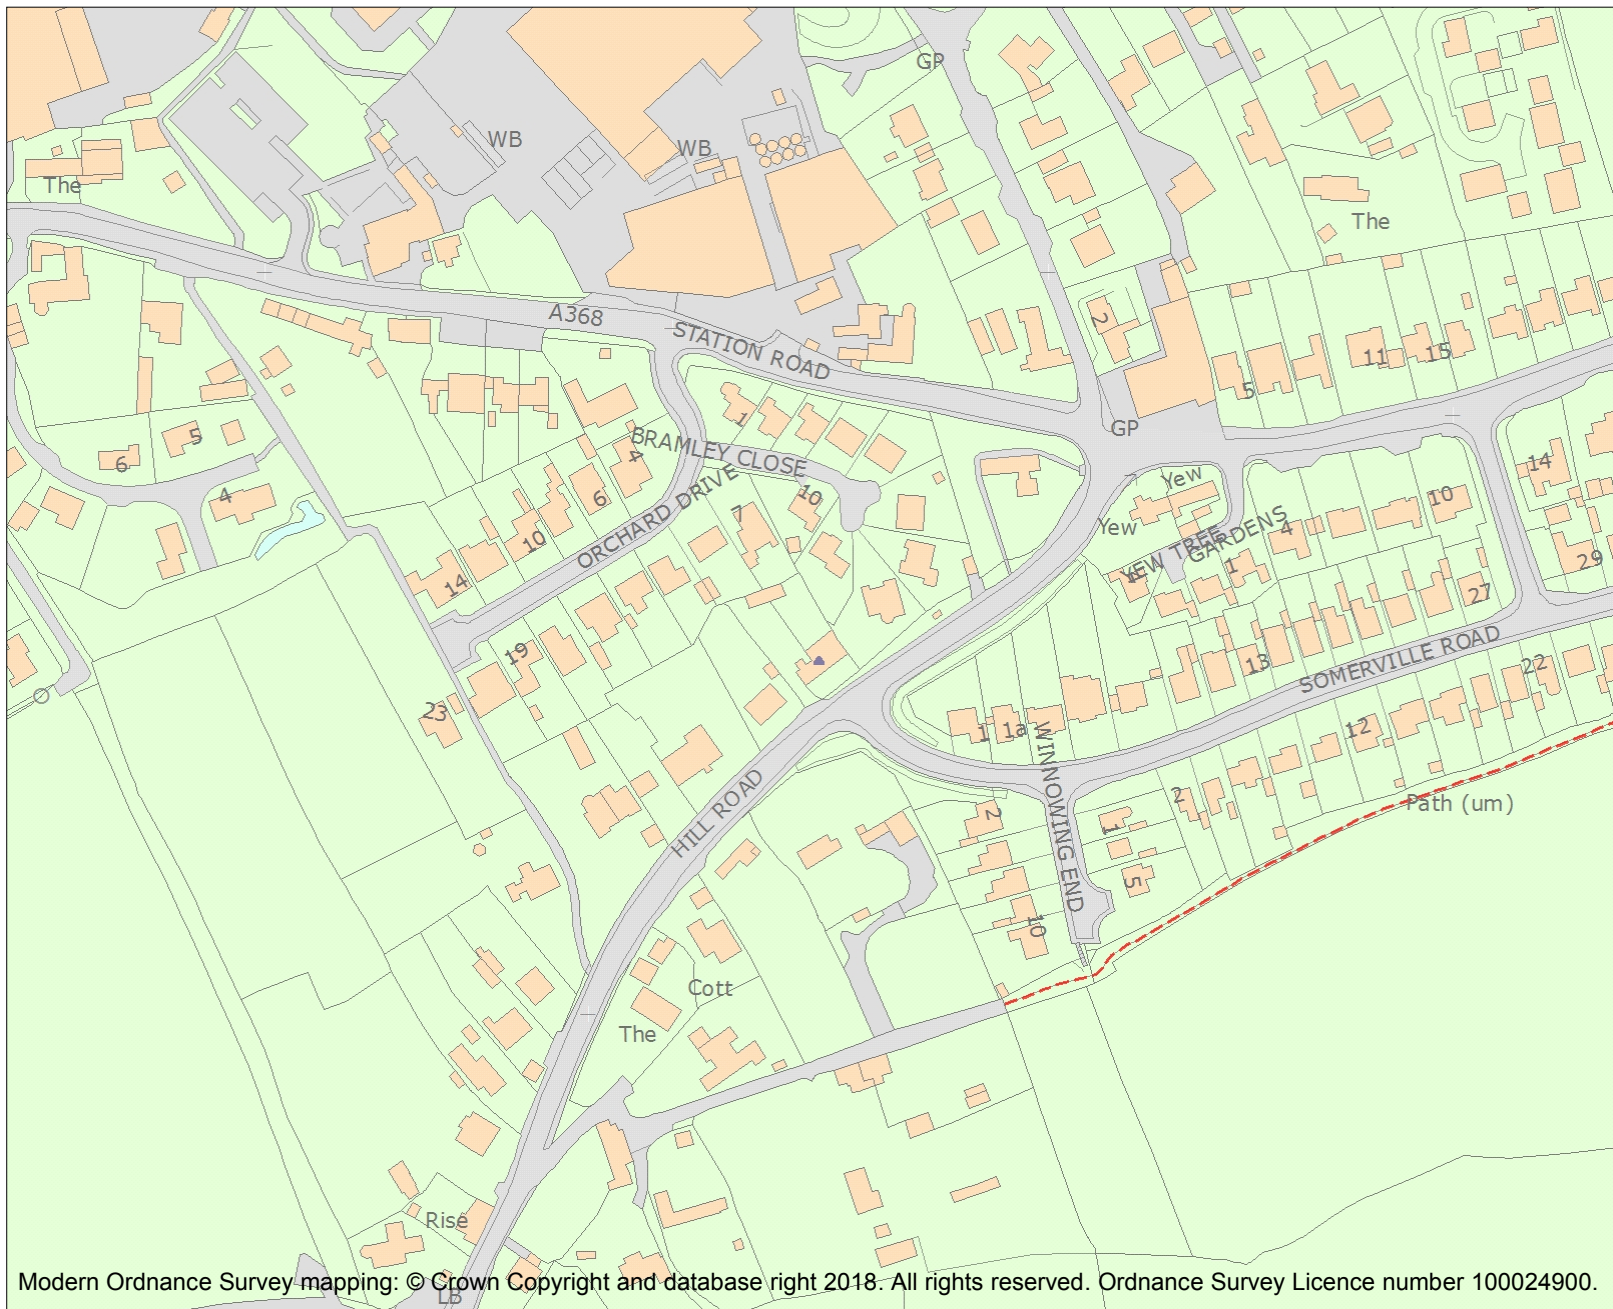 GP
WB
WB
The
The
2
A368
STATION ROAD
11
15
5
1
GP
BRAMLEY CLOSE
4
5
6
14
Yew
10
4
6
10
ORCHARD DRIVE
7
Yew
4
10
YEW TREE
GARDENS
1
29
14
27
19
13
SOMERVILLE ROAD
22
23
1
1a
12
WINNOWING END
HILL ROAD
2
2
1
Path (um)
5
10
Cott
The
Rise
LB
Modern Ordnance Survey mapping: © Crown Copyright and database right 2018. All rights reserved. Ordnance Survey Licence number 100024900.